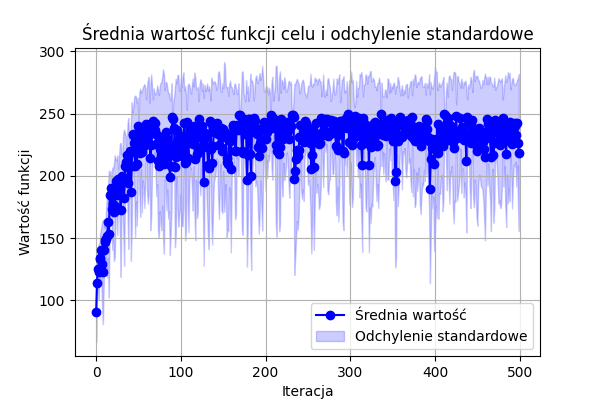 Średnia wartość funkcji celu i odchylenie standardowe
300
250
200
150
100
Wartość funkcji
0 100 200 300 400 500
Iteracja
Średnia wartość
Odchylenie standardowe